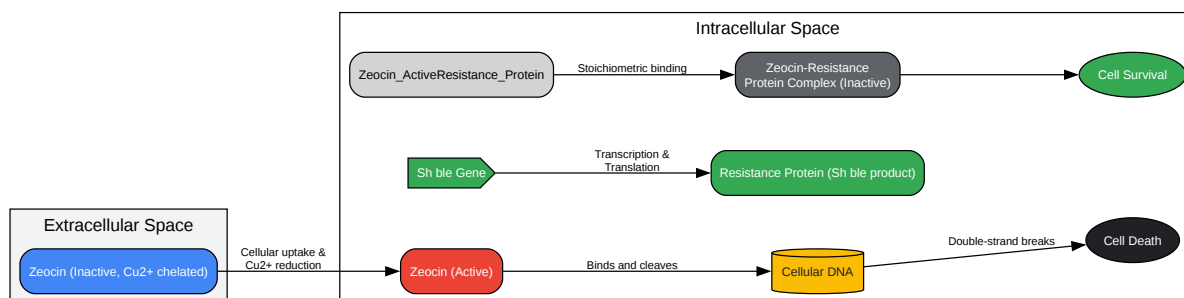 Intracellular Space
Zeocin_ActiveResistance_Protein
Stoichiometric binding
Zeocin-Resistance
Protein Complex (Inactive)
Cell Survival
Sh ble Gene
Transcription &
Translation
Resistance Protein (Sh ble product)
Extracellular Space
Zeocin (Inactive, Cu2+ chelated)
Cellular uptake &
Cu2+ reduction
Zeocin (Active)
Binds and cleaves
Cellular DNA
Double-strand breaks
Cell Death